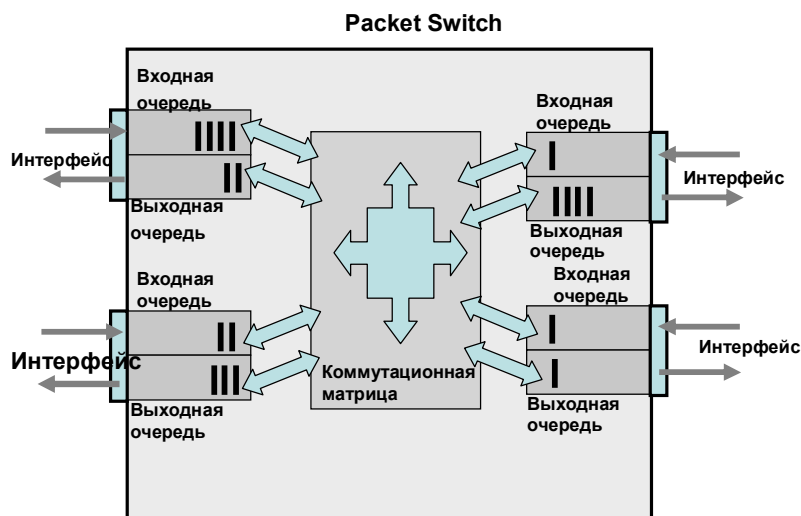 Packet Switch
Входная
очередь
Интерфейс
Выходная
очередь
Входная
очередь
Интерфейс
Выходная
очередь
Коммутационная
матрица
Входная
очередь
Интерфейс
Выходная
очередь
Входная
очередь
Интерфейс
Выходная
очередь